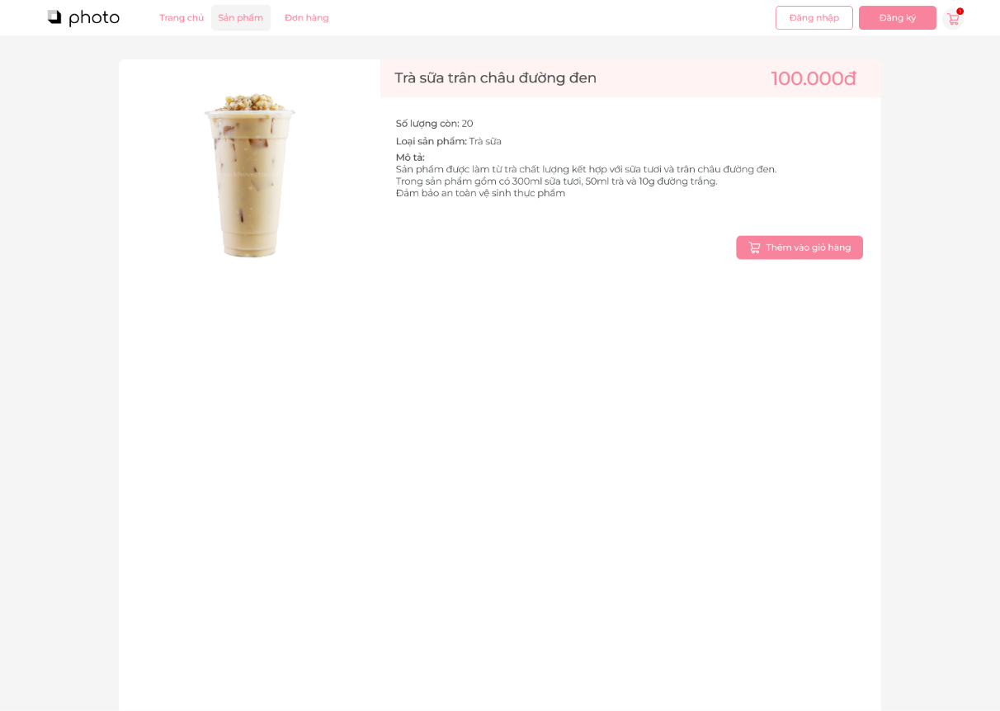 photo
Trang chủ
Sản phẩm
Đơn hàng
Đăng nhập
Đăng ký
1
Trà sữa trân châu đường đen
100.000đ
Số lượng còn: 20
Loại sản phẩm: Trà sữa
Mô tả:
Sản phẩm được làm từ trà chất lượng kết hợp với sữa tươi và trân châu đường đen.
Trong sản phẩm gồm có 300ml sữa tươi, 50ml trà và 10g đường trắng.
Đảm bảo an toàn vệ sinh thực phẩm
Thêm vào giỏ hàng